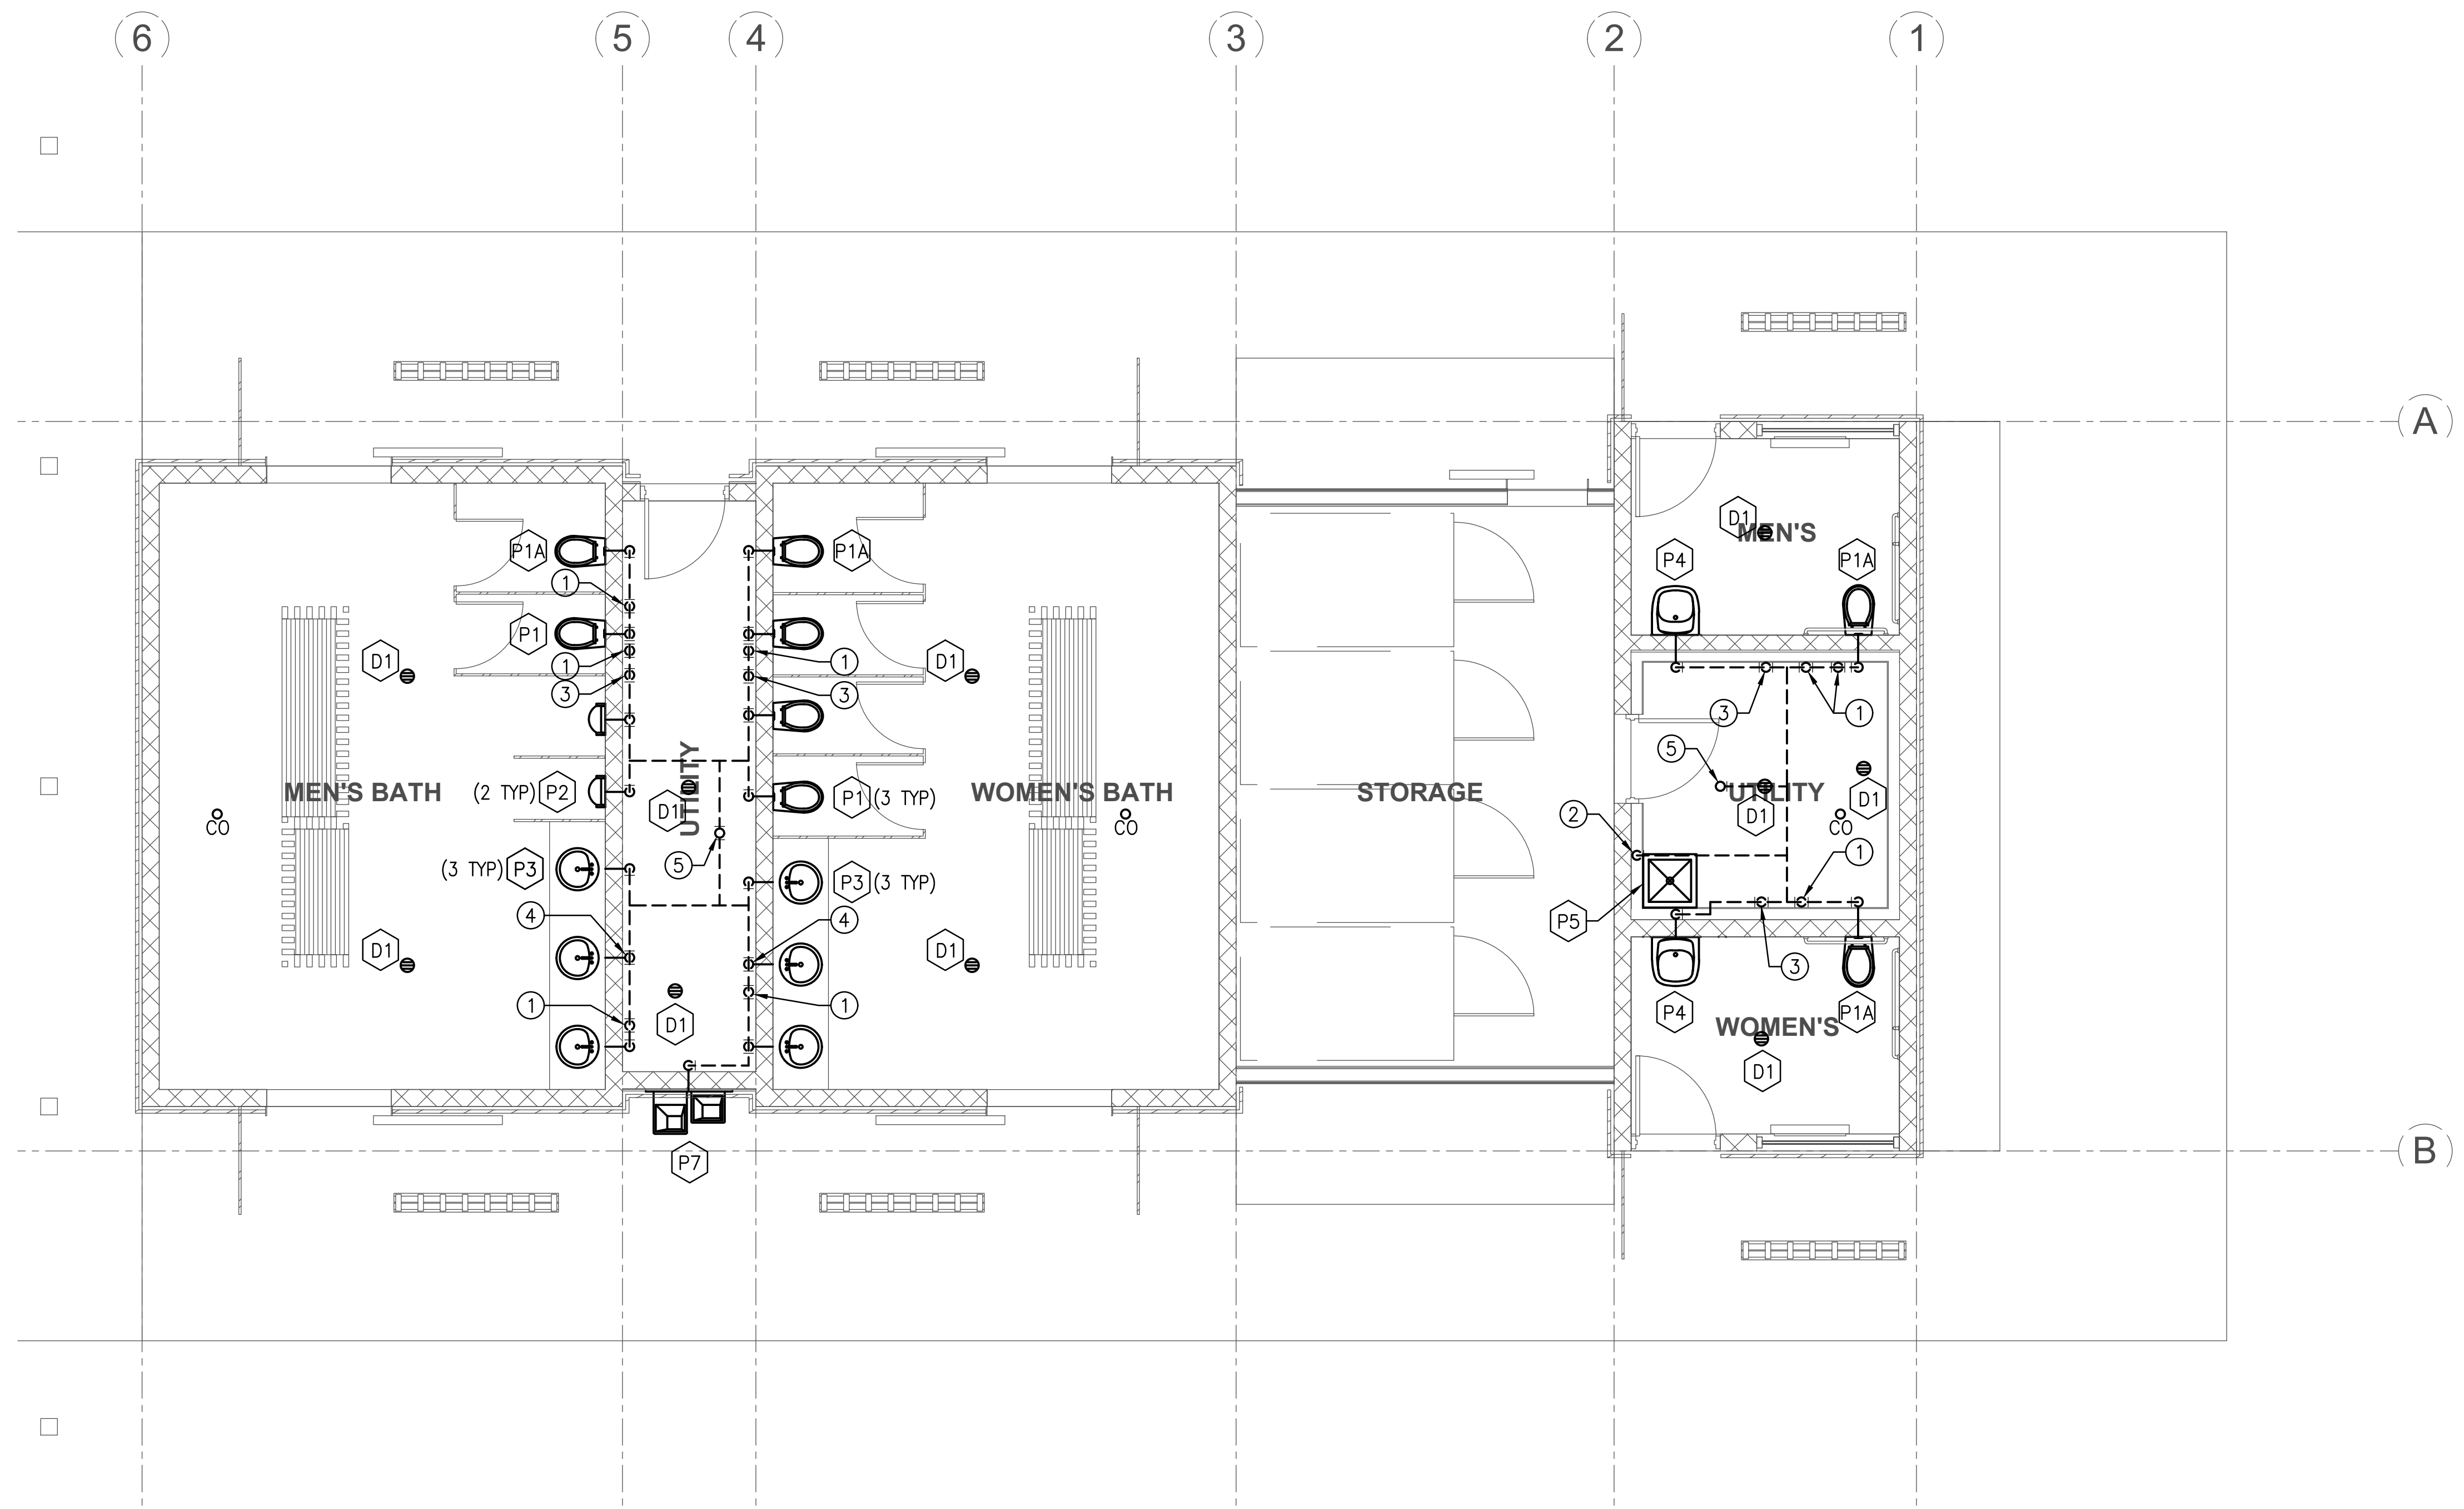 6 5 4 3 2 1
A
D1
MEN'S
P1A P1A P4 P1A
1
P1
D1 1 1 D1
3 3 3 1
5
MEN'S BATH (2 TYP) P2 UTILITY P1 (3 TYP) WOMEN'S BATH STORAGE UTILITY D1
D1 D1
CO CO 2 CO
(3 TYP) P3 5 P3 (3 TYP) 1
4 4 P5
D1 D1 3
1 1 P4 P1A
D1 WOMEN'S
D1
P7 B